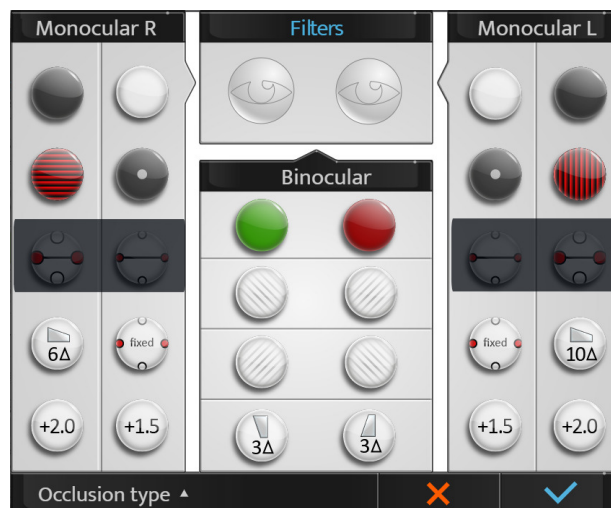 Monocular R
Filters
Monocular L
Binocular
6Δ
fixed
fixed
10Δ
+2.0
+1.5
3Δ
3Δ
+1.5
+2.0
Occlusion type ▲